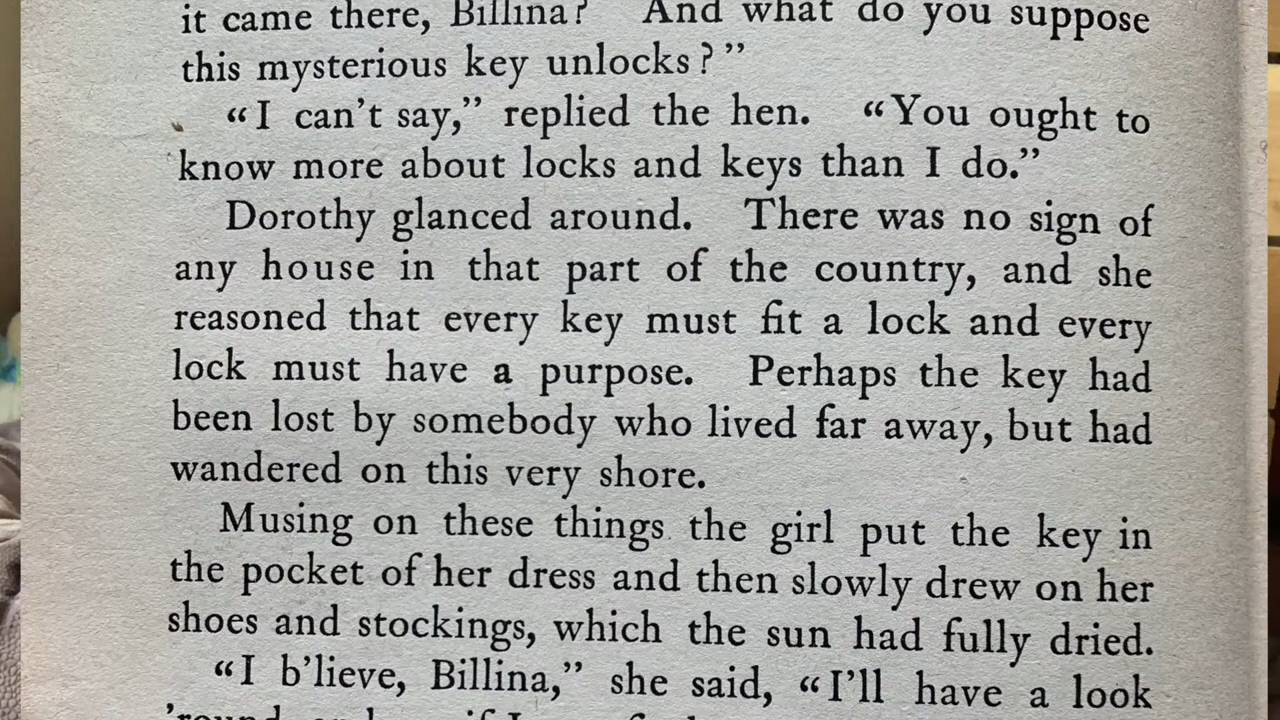 it came there, Billina? And what do you suppose
this mysterious key unlocks?”
“I can’t say,” replied the hen. “You ought to
know more about locks and keys than I do.”
Dorothy glanced around. There was no sign of
any house in that part of the country, and she
reasoned that every key must fit a lock and every
lock must have a purpose. Perhaps the key had
been lost by somebody who lived far away, but had
wandered on this very shore.
Musing on these things the girl put the key in
the pocket of her dress and then slowly drew on her
shoes and stockings, which the sun had fully dried.
“I b’lieve, Billina,” she said, “I’ll have a look
’round